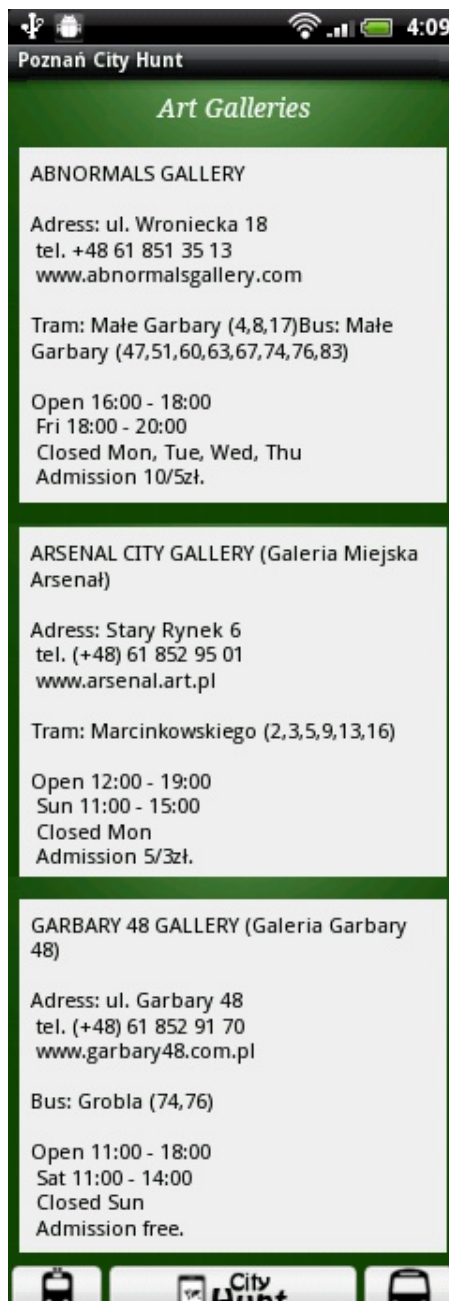 4:09
Poznań City Hunt
Art Galleries
ABNORMALS GALLERY
Adress: ul. Wroniecka 18
tel. +48 61 851 35 13
www.abnormalsgallery.com
Tram: Małe Garbary (4,8,17)Bus: Małe
Garbary (47,51,60,63,67,74,76,83)
Open 16:00 - 18:00
Fri 18:00 - 20:00
Closed Mon, Tue, Wed, Thu
Admission 10/5zł.
ARSENAL CITY GALLERY (Galeria Miejska
Arsenał)
Adress: Stary Rynek 6
tel. (+48) 61 852 95 01
www.arsenal.art.pl
Tram: Marcinkowskiego (2,3,5,9,13,16)
Open 12:00 - 19:00
Sun 11:00 - 15:00
Closed Mon
Admission 5/3zł.
GARBARY 48 GALLERY (Galeria Garbary
48)
Adress: ul. Garbary 48
tel. (+48) 61 852 91 70
www.garbary48.com.pl
Bus: Grobla (74,76)
Open 11:00 - 18:00
Sat 11:00 - 14:00
Closed Sun
Admission free.
City
Hunt